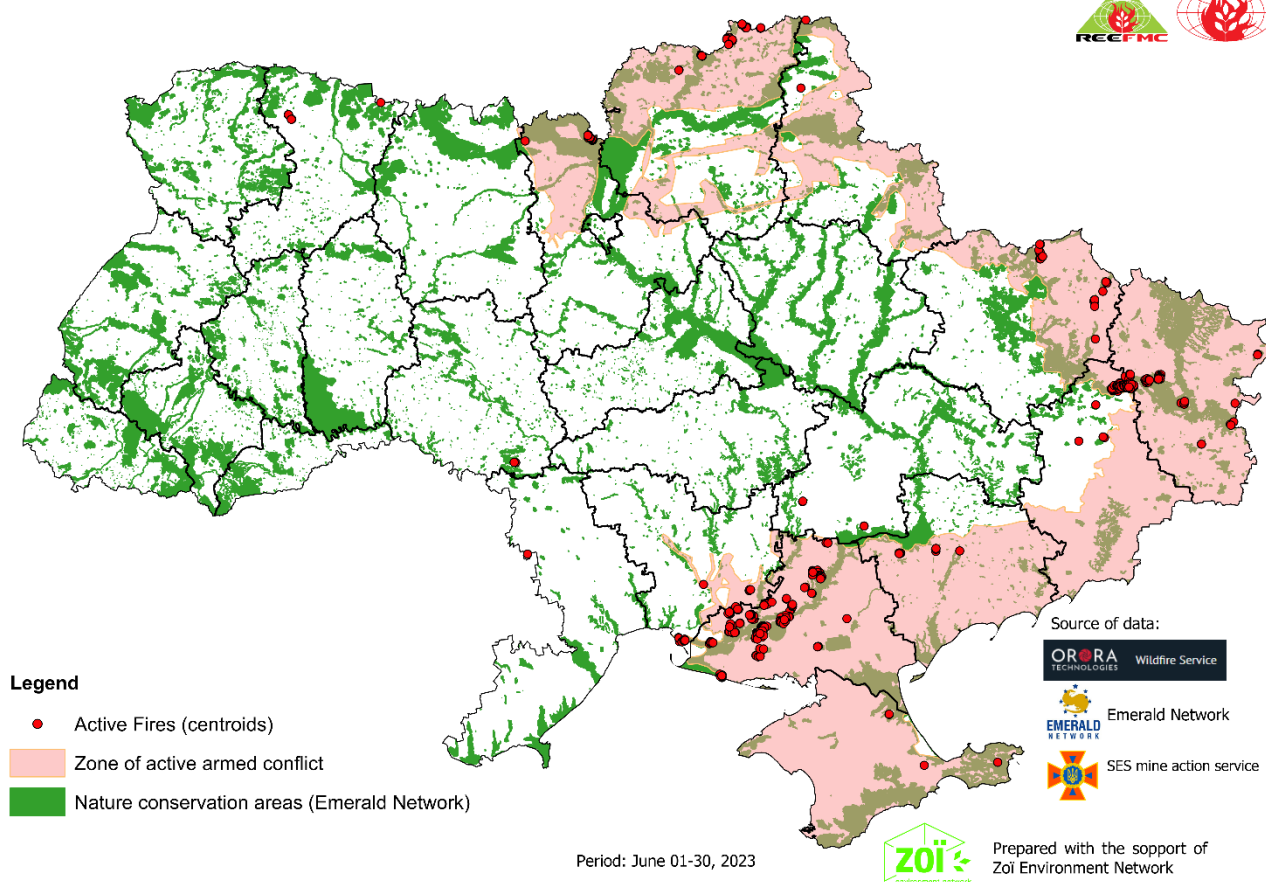 REEFMC
Source of data:
ORORA
TECHNOLOGIES
Wildfire Service
EMERALD
NETWORK
Emerald Network
SES mine action service
Legend
Active Fires (centroids)
Zone of active armed conflict
Nature conservation areas (Emerald Network)
Period: June 01-30, 2023
zoï
environment network
Prepared with the sopport of
Zoï Environment Network